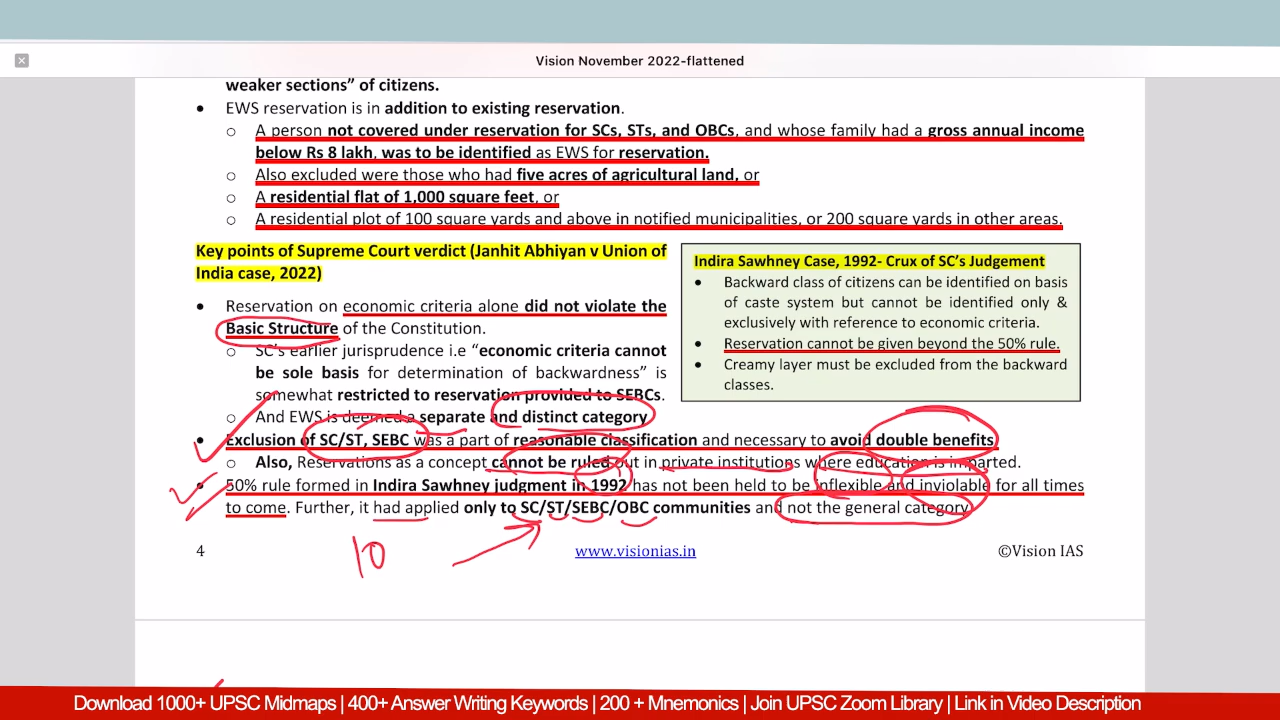 Vision November 2022-flattened
weaker sections” of citizens.
• EWS reservation is in addition to existing reservation.
o A person not covered under reservation for SCs, STs, and OBCs, and whose family had a gross annual income
below Rs 8 lakh, was to be identified as EWS for reservation.
o Also excluded were those who had five acres of agricultural land, or
o A residential flat of 1,000 square feet, or
o A residential plot of 100 square yards and above in notified municipalities, or 200 square yards in other areas.
Key points of Supreme Court verdict (Janhit Abhiyan v Union of
India case, 2022)
• Reservation on economic criteria alone did not violate the
Basic Structure of the Constitution.
o SC’s earlier jurisprudence i.e “economic criteria cannot
be sole basis for determination of backwardness” is
somewhat restricted to reservation provided to SEBCs.
o And EWS is deemed a separate and distinct category
Indira Sawhney Case, 1992- Crux of SC’s Judgement
• Backward class of citizens can be identified on basis
of caste system but cannot be identified only &
exclusively with reference to economic criteria.
• Reservation cannot be given beyond the 50% rule.
• Creamy layer must be excluded from the backward
classes.
• Exclusion of SC/ST, SEBC was a part of reasonable classification and necessary to avoid double benefits.
o Also, Reservations as a concept cannot be ruled out in private institutions where education is imparted.
• 50% rule formed in Indira Sawhney judgment in 1992 has not been held to be inflexible and inviolable for all times
to come. Further, it had applied only to SC/ST/SEBC/OBC communities and not the general category.
10
4 www.visionias.in ©Vision IAS
Download 1000+ UPSC Midmaps | 400+ Answer Writing Keywords | 200 + Mnemonics | Join UPSC Zoom Library | Link in Video Description